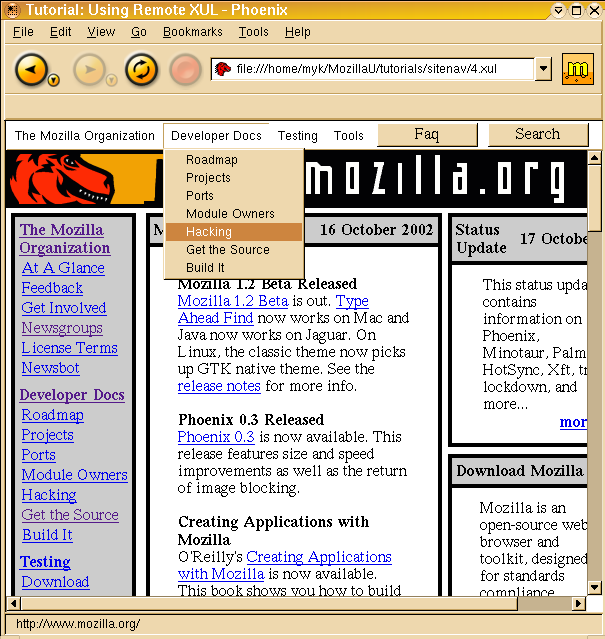 Tutorial: Using Remote XUL - Phoenix
File Edit View Go Bookmarks Tools Help
file:///home/myk/MozillaU/tutorials/sitenav/4.xul
m
The Mozilla Organization Developer Docs Testing Tools Faq Search
Roadmap
Projects
Ports
Module Owners
Hacking
Get the Source
Build It
mozilla.org
The Mozilla
Organization
At A Glance
Feedback
Get Involved
Newsgroups
License Terms
Newsbot
Developer Docs
Roadmap
Projects
Ports
Module Owners
Hacking
Get the Source
Build It
Testing
Download
16 October 2002
Mozilla 1.2 Beta Released
Mozilla 1.2 Beta is out. Type
Ahead Find now works on Mac and
Java now works on Jaguar. On
Linux, the classic theme now picks
up GTK native theme. See the
release notes for more info.
Phoenix 0.3 Released
Phoenix 0.3 is now available. This
release features size and speed
improvements as well as the return
of image blocking.
Creating Applications with
Mozilla
O'Reilly's Creating Applications
with Mozilla is now available.
This book shows you how to build
Status
Update
17 Octobe
This status upda
contains
information on
Phoenix,
Minotaur, Palm
HotSync, Xft, tr
lockdown, and
more...
mor
Download Mozilla
Mozilla is an
open-source web
browser and
toolkit, designed
for standards
compliance,
http://www.mozilla.org/